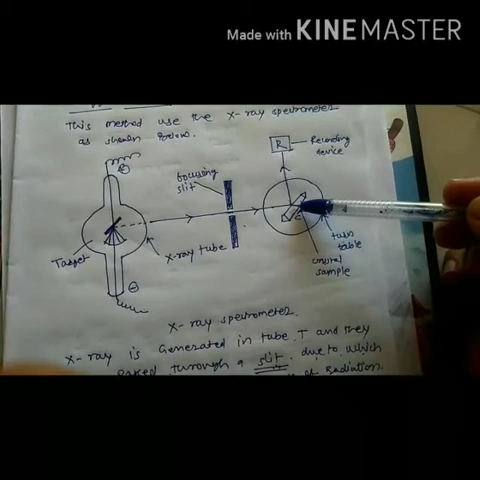 Made with KINEMASTER
This method use the X-ray spectrometer
as shown below.
R
Recording
device
focusing
slit
Target
X-ray tube
C
turn
table
crystal
sample
X-ray spectrometer.
X-ray is Generated in tube T and they
passed through a slit. due to which
of Radiation.